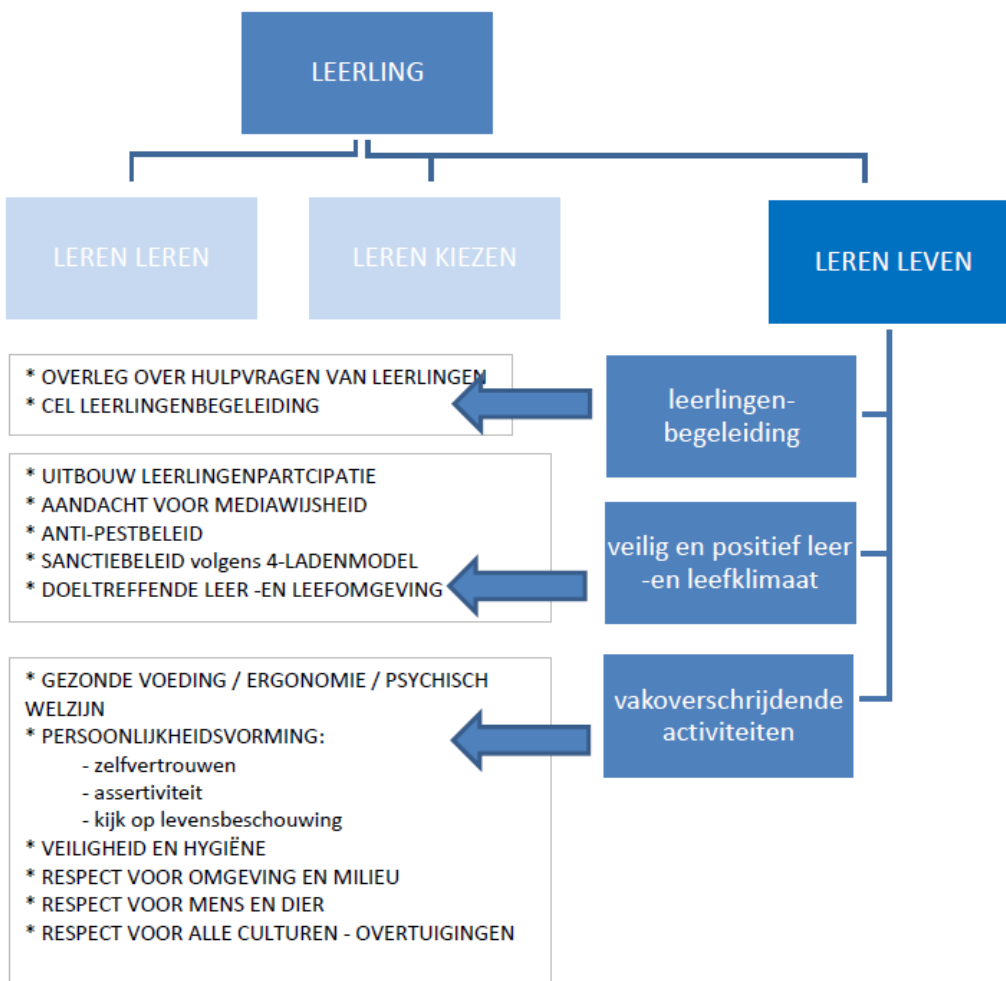 LEERLING
LEREN LEREN
LEREN KIEZEN
LEREN LEVEN
* OVERLEG OVER HULPVRAGEN VAN LEERLINGEN
* CEL LEERLINGENBEGELEIDING
leerlingen-
begeleiding
* UITBOUW LEERLINGENPARTCIPATIE
* AANDACHT VOOR MEDIAWIJSHEID
* ANTI-PESTBELEID
* SANCTIEBELEID volgens 4-LADENMODEL
* DOELTREFFENDE LEER -EN LEEFOMGEVING
veilig en positief leer
-en leefklimaat
* GEZONDE VOEDING / ERGONOMIE / PSYCHISCH
WELZIJN
* PERSOONLIJKHEIDSVORMING:
- zelfvertrouwen
- assertiviteit
- kijk op levensbeschouwing
* VEILIGHEID EN HYGIËNE
* RESPECT VOOR OMGEVING EN MILIEU
* RESPECT VOOR MENS EN DIER
* RESPECT VOOR ALLE CULTUREN - OVERTUIGINGEN
vakoverschrijdende
activiteiten